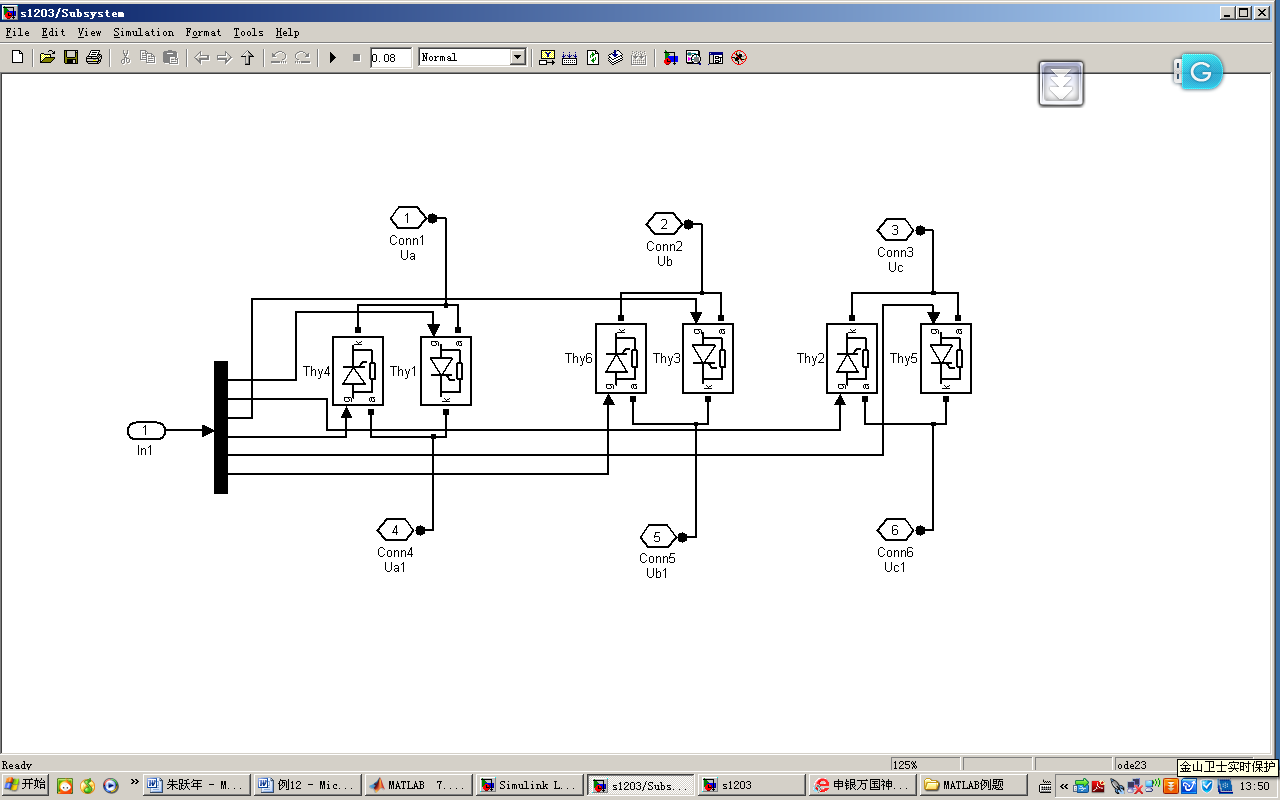 s1203/Subsystem
File Edit View Simulation Format Tools Help
0.08 Normal
G
1
Conn1
Ua
2
Conn2
Ub
3
Conn3
Uc
k a
Thy4 Thy1
g
g
a k
k a
Thy6 Thy3
g
g
a k
k a
Thy2 Thy5
g
g
a k
1
In1
4
Conn4
Ua1
5
Conn5
Ub1
6
Conn6
Uc1
Ready 125% ode23
金山卫士实时保护
开始 朱跃年 - M... 例12 - Mic... MATLAB 7.... Simulink L... s1203/Subs... s1203 申银万国神... MATLAB例题 13:50